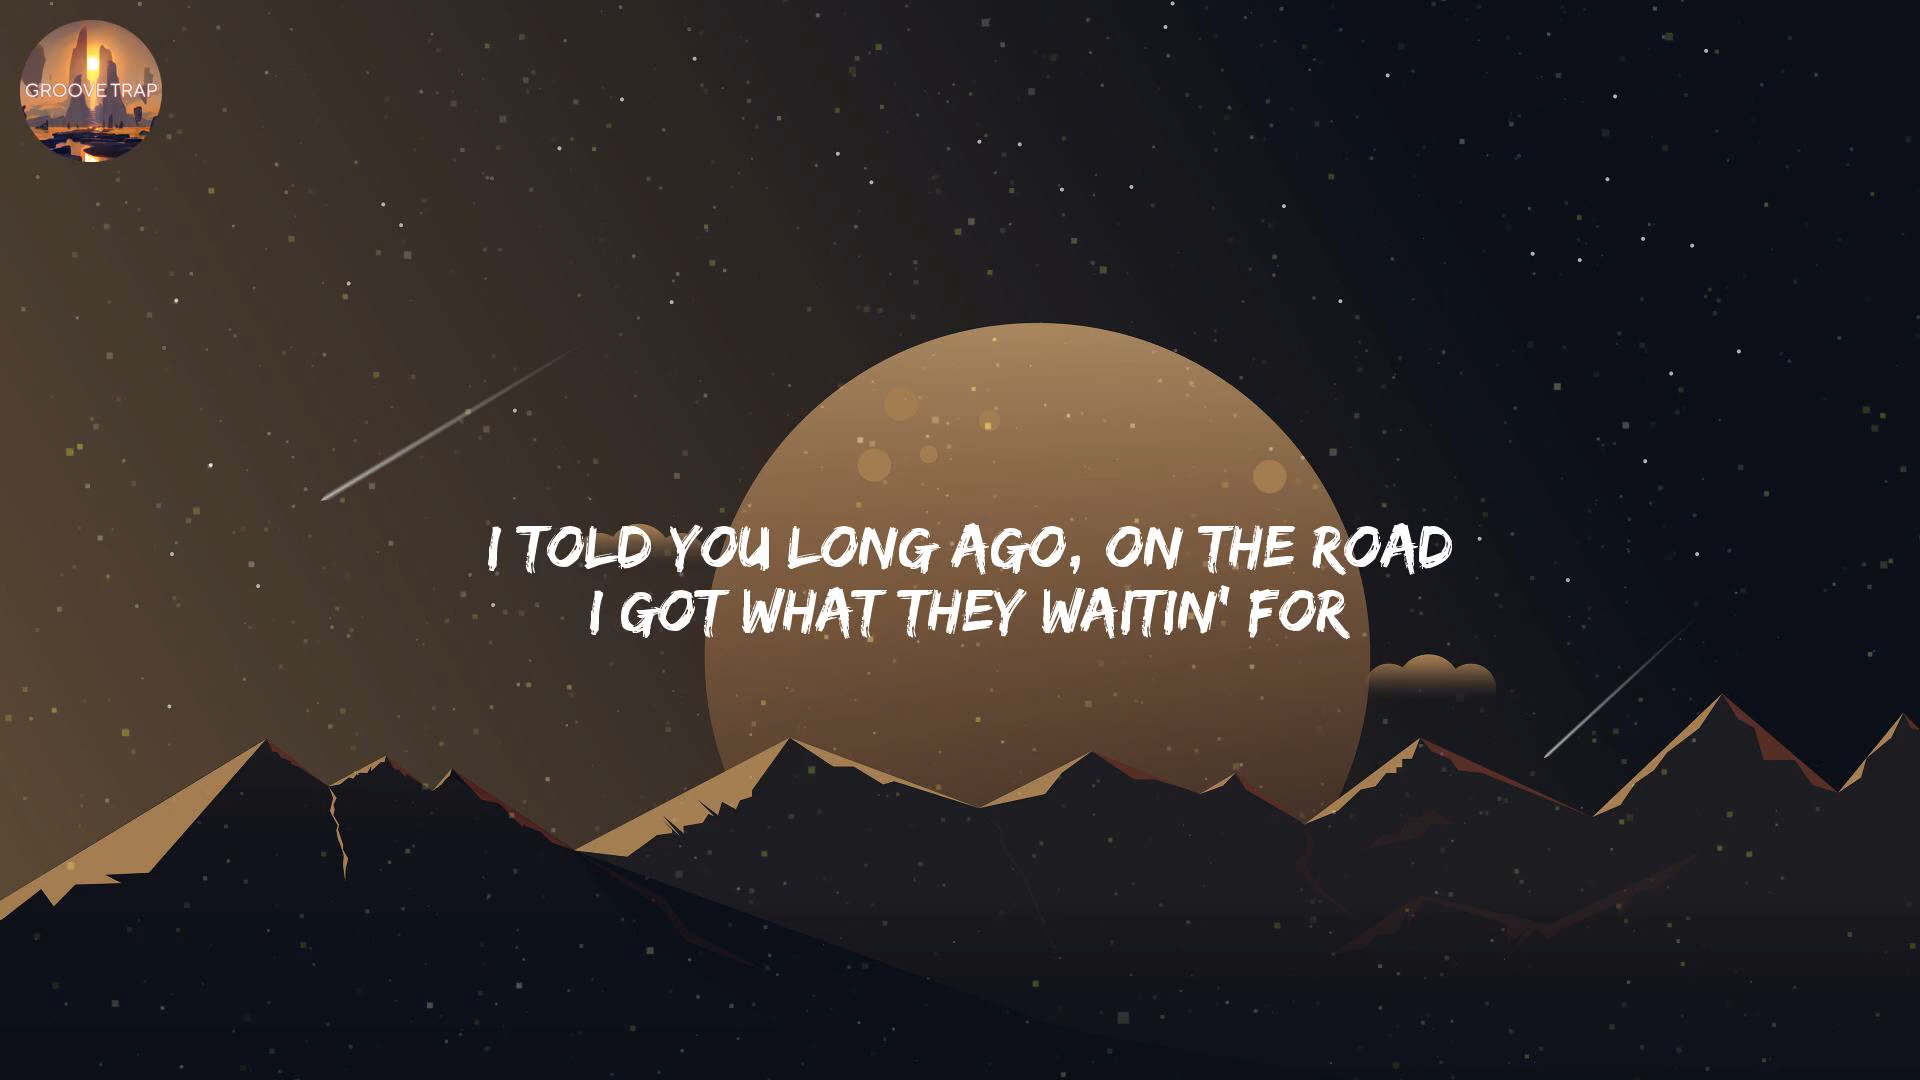 GROOVE TRAP
I TOLD YOU LONG AGO, ON THE ROAD
I GOT WHAT THEY WAITIN' FOR